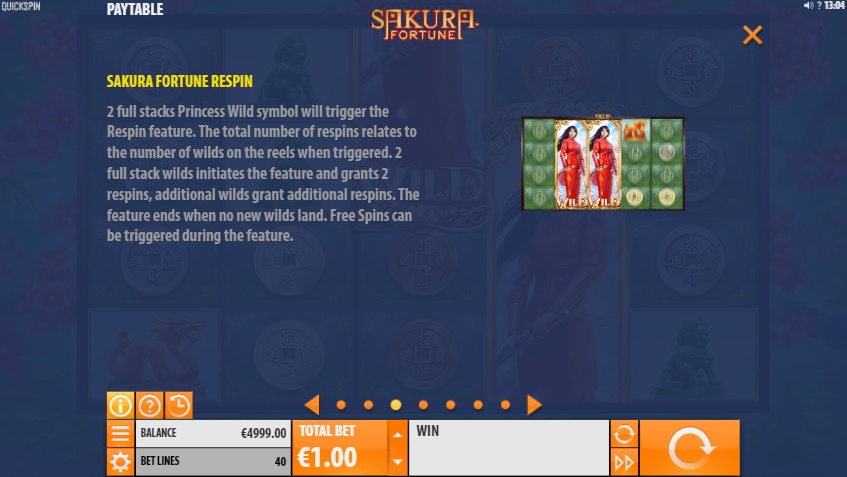 QUICKSPIN
PAYTABLE
SAKURA
FORTUNE
13:04
SAKURA FORTUNE RESPIN
2 full stacks Princess Wild symbol will trigger the
Respin feature. The total number of respins relates to
the number of wilds on the reels when triggered. 2
full stack wilds initiates the feature and grants 2
respins, additional wilds grant additional respins. The
feature ends when no new wilds land. Free Spins can
be triggered during the feature.
WILD WILD
WILD
BALANCE €4999.00
BET LINES 40
TOTAL BET
€1.00
WIN